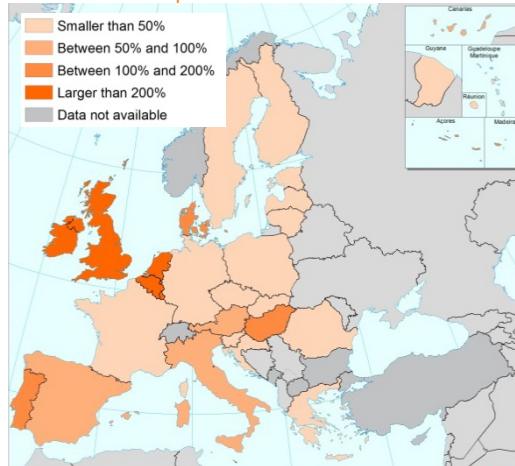 Smaller than 50%
Between 50% and 100%
Between 100% and 200%
Larger than 200%
Data not available
Canarias
Guyana
Guadeloupe
Martinique
Réunion
Açores
Madeira